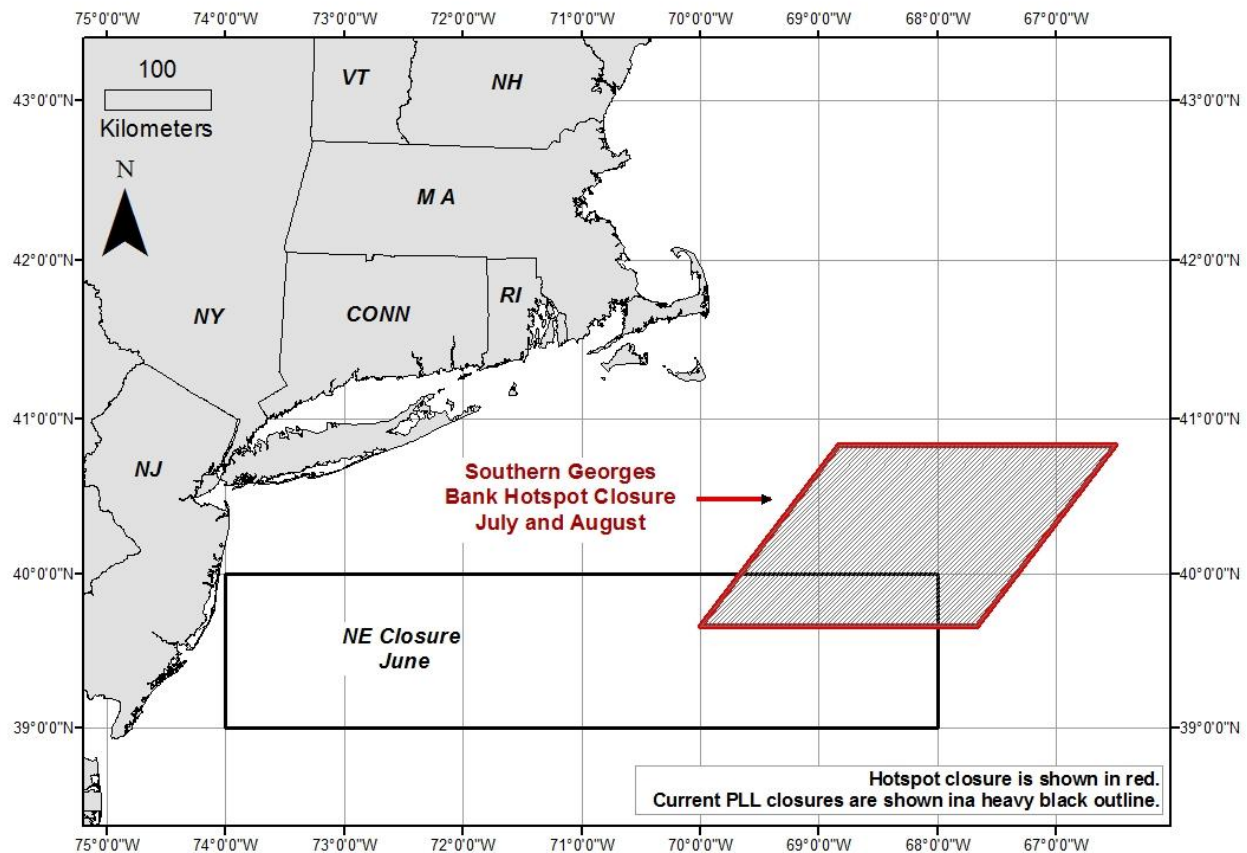 75°0'0"W 74°0'0"W 73°0'0"W 72°0'0"W 71°0'0"W 70°0'0"W 69°0'0"W 68°0'0"W 67°0'0"W
100
Kilometers
N
VT
NH
43°0'0"N 43°0'0"N
M A
42°0'0"N 42°0'0"N
NY
CONN
RI
41°0'0"N 41°0'0"N
NJ
Southern Georges
Bank Hotspot Closure
July and August
40°0'0"N 40°0'0"N
NE Closure
June
39°0'0"N 39°0'0"N
Hotspot closure is shown in red.
Current PLL closures are shown ina heavy black outline.
75°0'0"W 74°0'0"W 73°0'0"W 72°0'0"W 71°0'0"W 70°0'0"W 69°0'0"W 68°0'0"W 67°0'0"W